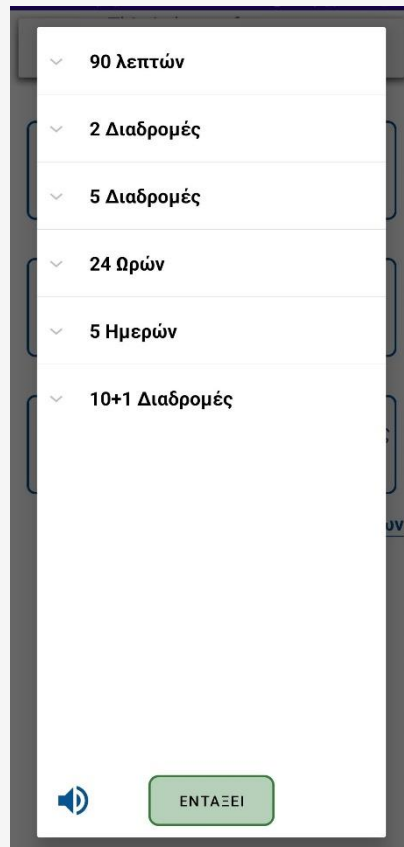 90 λεπτών
2 Διαδρομές
5 Διαδρομές
24 Ωρών
5 Ημερών
10+1 Διαδρομές
ΕΝΤΑΞΕΙ